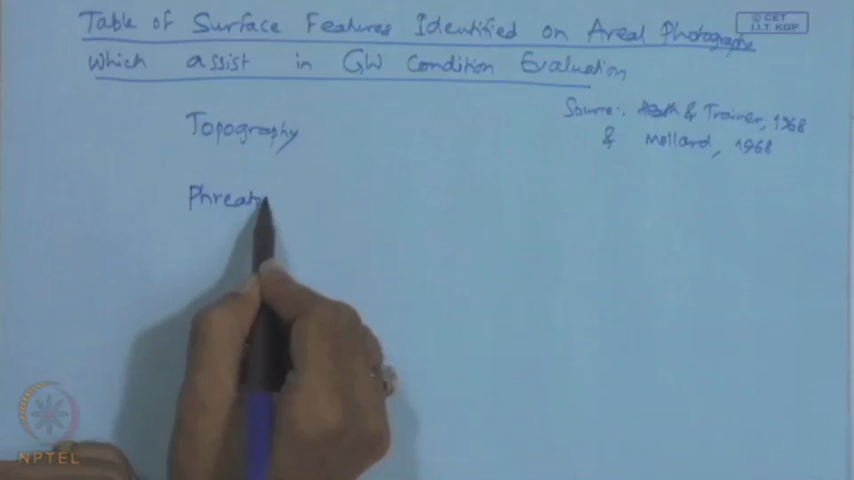 Table of Surface Features Identified on Areal Photographs
Which assist in GW Condition Evaluation
© CET
I.I.T. KGP
Source:. Heath & Trainer, 1968
& Mollard, 1968
Topography
Phreat
NPTEL